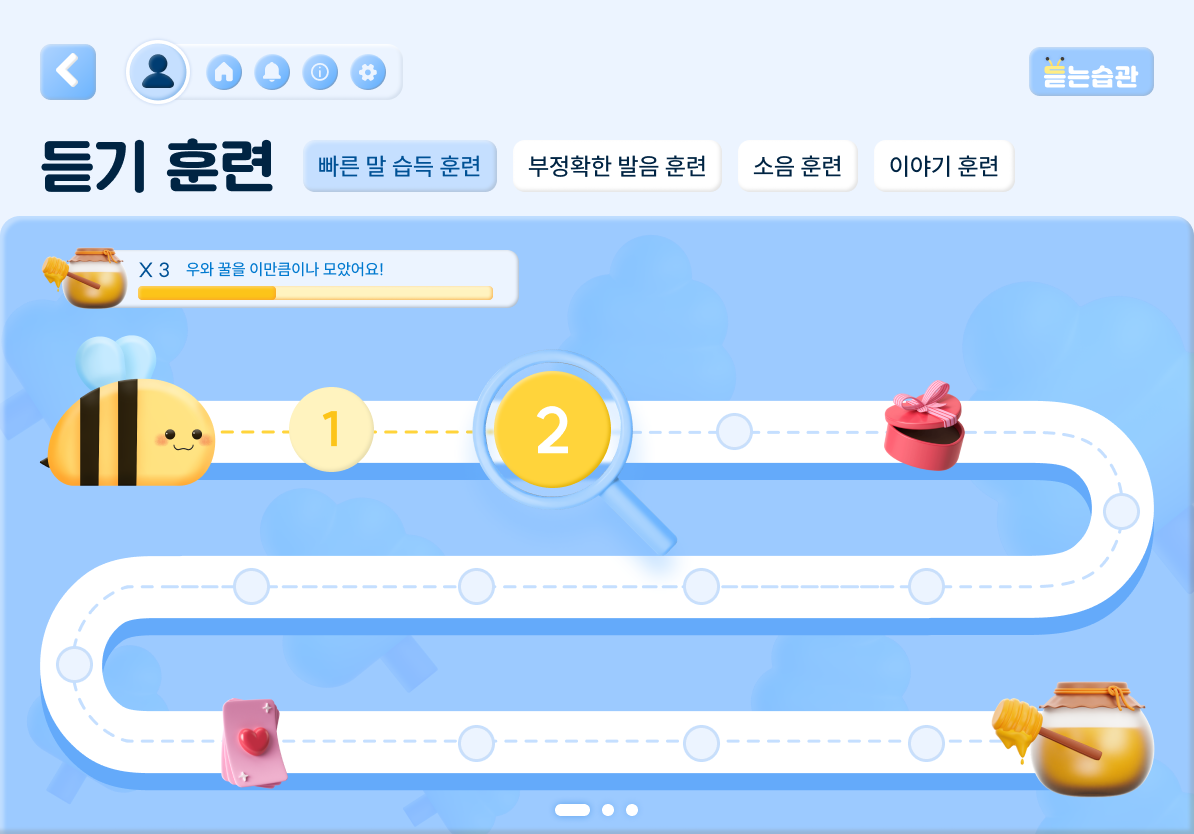 듣는습관
듣기 훈련
빠른 말 습득 훈련
부정확한 발음 훈련
소음 훈련
이야기 훈련
X 3 우와 꿀을 이만큼이나 모았어요!
1
2